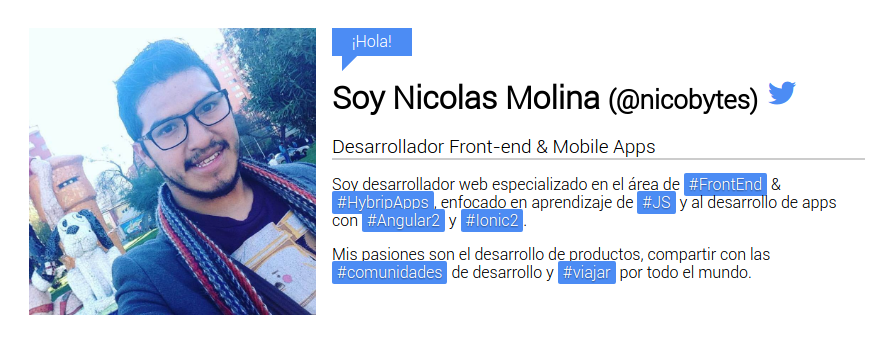 ¡Hola!
Soy Nicolas Molina (@nicobytes)
Desarrollador Front-end & Mobile Apps
Soy desarrollador web especializado en el área de #FrontEnd &
#HybripApps, enfocado en aprendizaje de #JS y al desarrollo de apps
con #Angular2 y #Ionic2.
Mis pasiones son el desarrollo de productos, compartir con las
#comunidades de desarrollo y #viajar por todo el mundo.